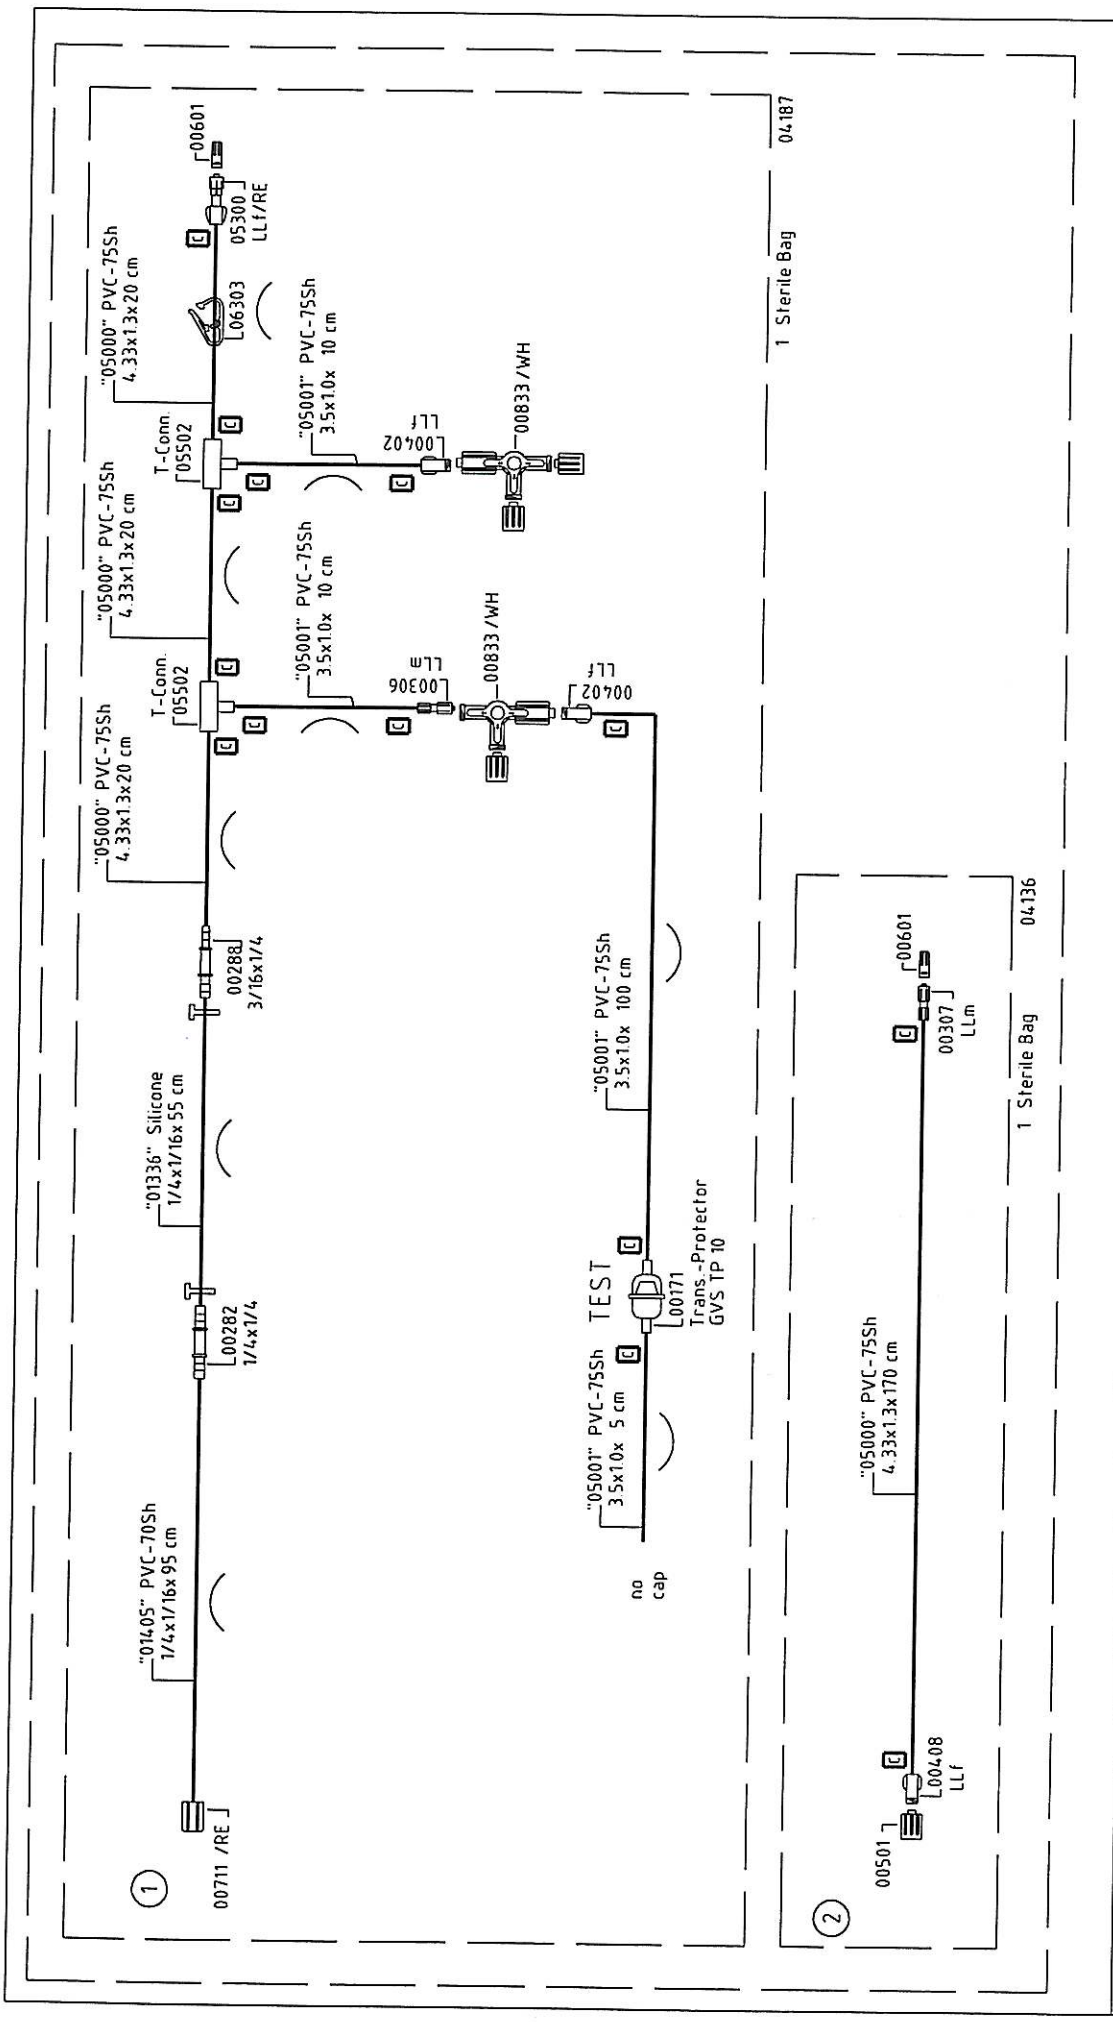 1
00711 /RE
"01405" PVC-70Sh
1/4x1/16x 95 cm
00282
1/4x1/4
"01336" Silicone
1/4x1/16x 55 cm
00288
3/16x1/4
"05000" PVC-75Sh
4.33x1.3x20 cm
C
T-Conn.
05502
C
C
"05000" PVC-75Sh
4.33x1.3x20 cm
C
T-Conn.
05502
C
C
"05000" PVC-75Sh
4.33x1.3x20 cm
06303
C
05300
LLf/RE
00601
"05001" PVC-75Sh
3.5x1.0x 10 cm
C
00306
LLm
00833 /WH
00402
LLf
C
"05001" PVC-75Sh
3.5x1.0x 10 cm
C
00402
LLf
00833 /WH
no
cap
"05001" PVC-75Sh
3.5x1.0x 5 cm
C
TEST
C
00171
Trans.-Protector
GVS TP 10
"05001" PVC-75Sh
3.5x1.0x 100 cm
1 Sterile Bag
04187
2
00501
00408
LLf
C
"05000" PVC-75Sh
4.33x1.3x170 cm
C
00307
LLm
00601
1 Sterile Bag
04136